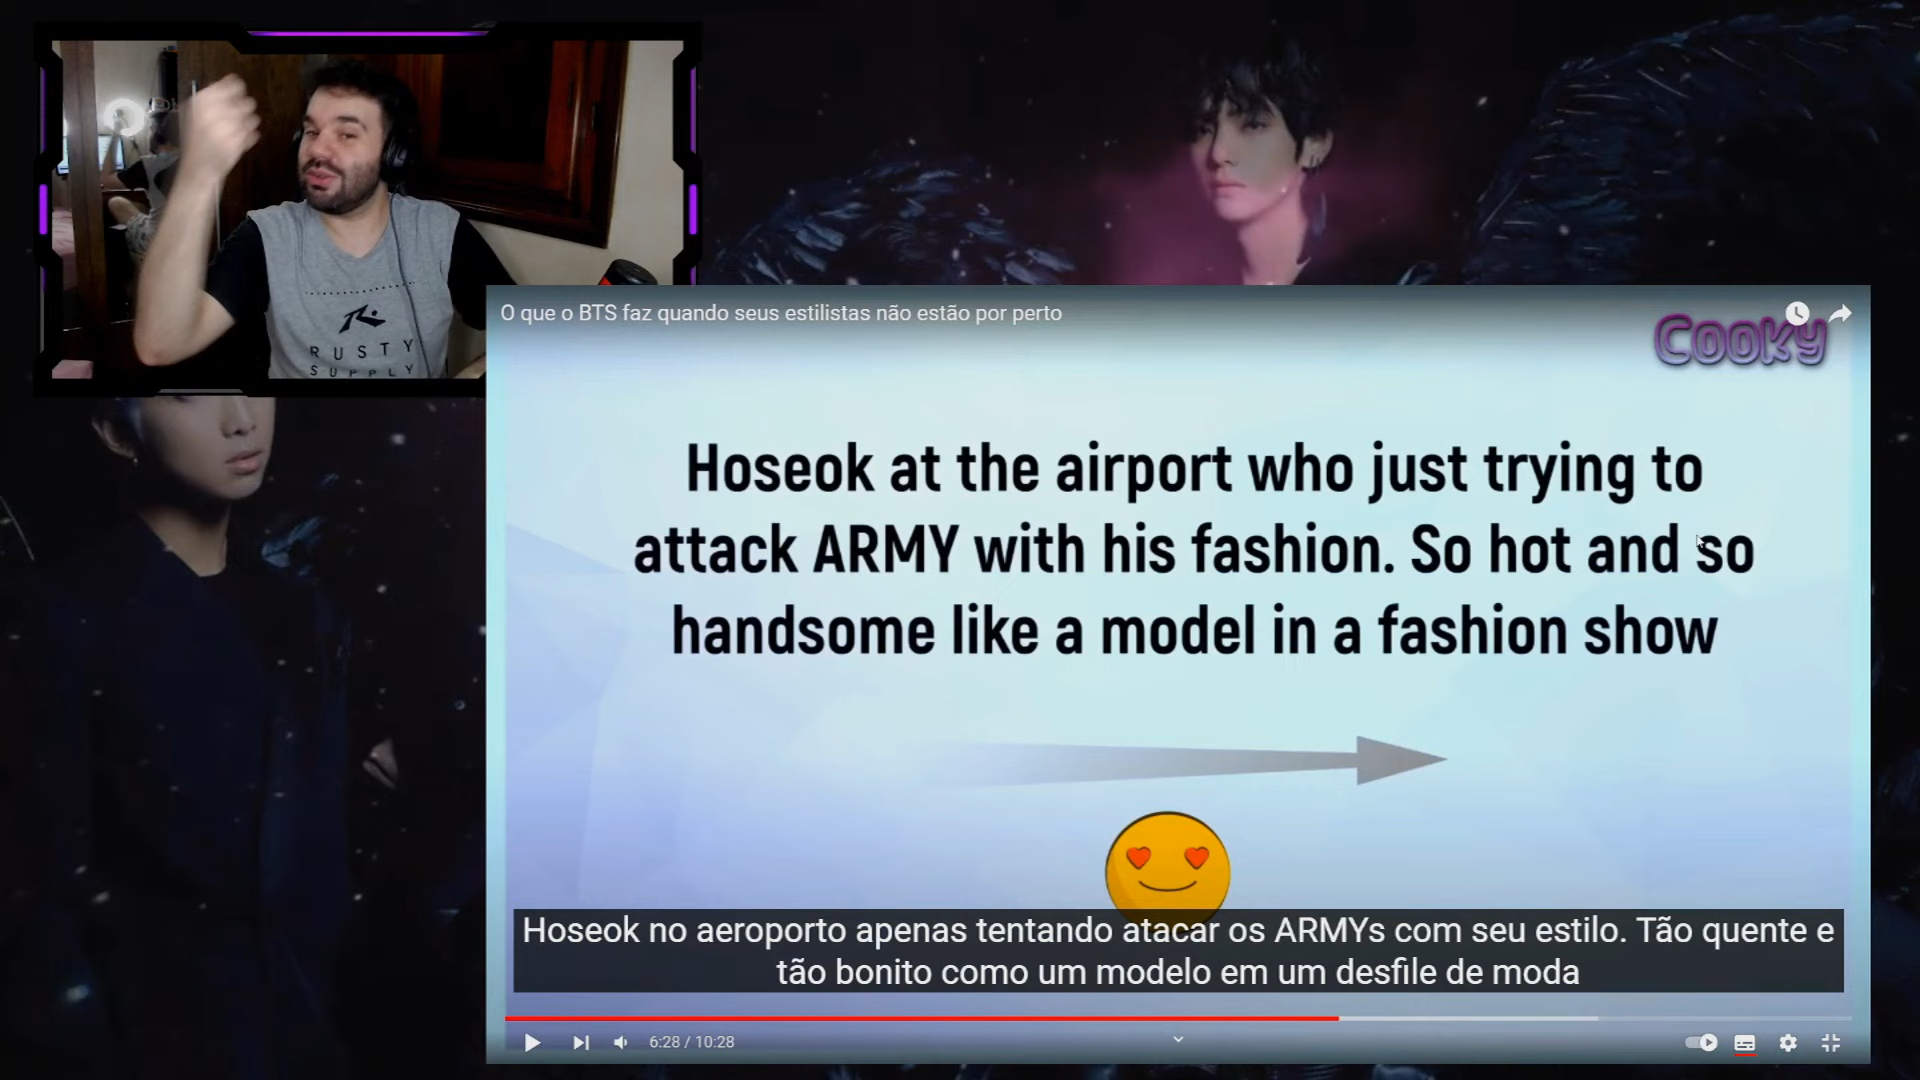 RUSTY
SUPPLY
O que o BTS faz quando seus estilistas não estão por perto
Cooky
Hoseok at the airport who just trying to
attack ARMY with his fashion. So hot and so
handsome like a model in a fashion show
Hoseok no aeroporto apenas tentando atacar os ARMYs com seu estilo. Tão quente e
tão bonito como um modelo em um desfile de moda
6:28 / 10:28